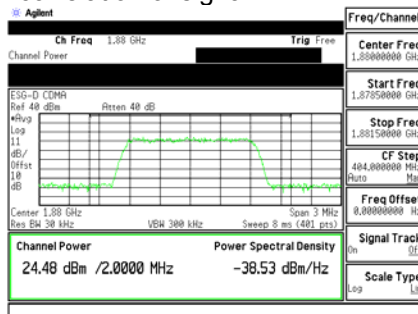 Agilent
Freq/Channel
Ch Freq 1.88 GHz Trig Free
Channel Power
Center Freq
1.88000000 GHz
Start Freq
1.87850000 GHz
Stop Freq
1.88150000 GHz
CF Step
404.000000 MHz
Auto Man
Freq Offset
0.00000000 Hz
Signal Track
On Off
Scale Type
Log Lin
ESG-D CDMA
Ref 40 dBm Atten 40 dB
#Avg
Log
11
dB/
Offst
10
dB
Center 1.88 GHz Span 3 MHz
Res BW 30 kHz VBW 300 kHz Sweep 8 ms (401 pts)
Channel Power Power Spectral Density
24.48 dBm /2.0000 MHz -38.53 dBm/Hz